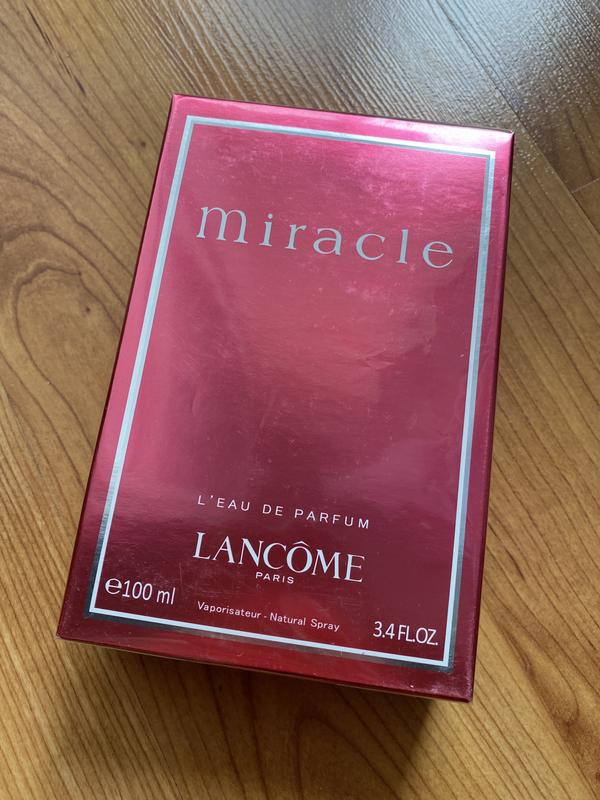 miracle
L'EAU DE PARFUM
LANCÔME
PARIS
℮100 ml
Vaporisateur - Natural Spray
3.4 FL.OZ.